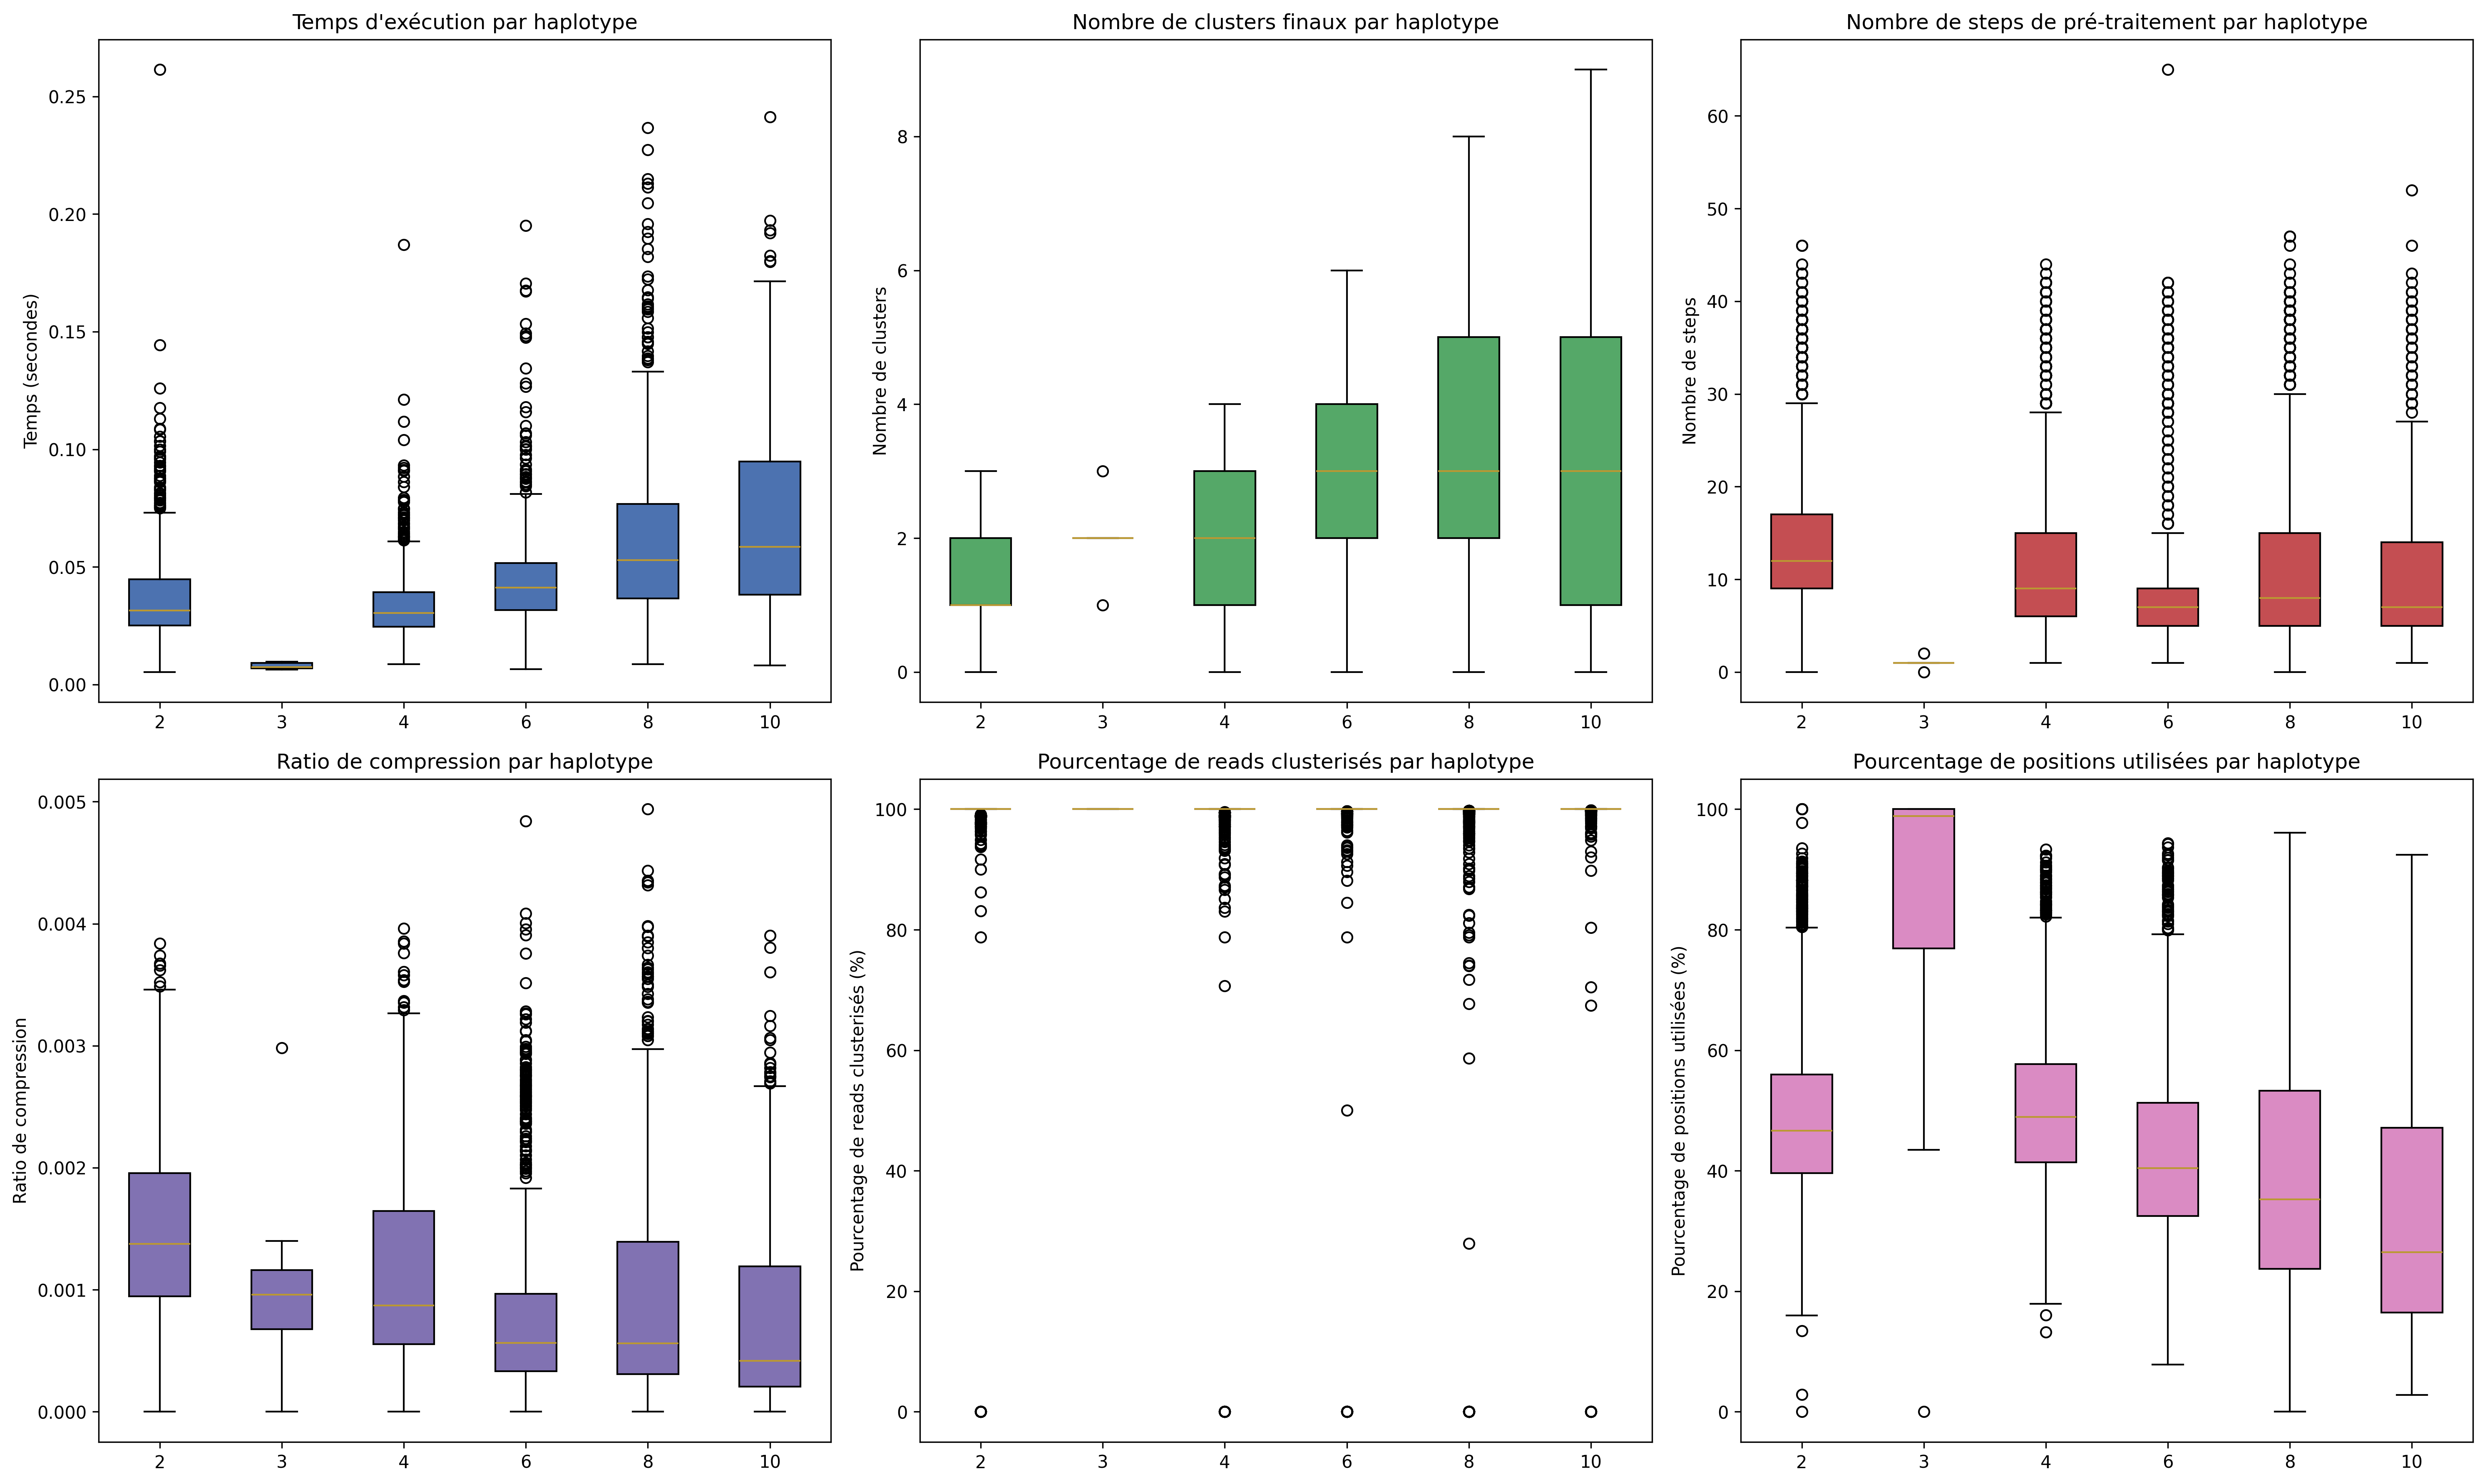 Temps d'exécution par haplotype
Temps (secondes)
0.25
0.20
0.15
0.10
0.05
0.00
2 3 4 6 8 10
Nombre de clusters finaux par haplotype
Nombre de clusters
8
6
4
2
0
2 3 4 6 8 10
Nombre de steps de pré-traitement par haplotype
Nombre de steps
60
50
40
30
20
10
0
2 3 4 6 8 10
Ratio de compression par haplotype
Ratio de compression
0.005
0.004
0.003
0.002
0.001
0.000
2 3 4 6 8 10
Pourcentage de reads clusterisés par haplotype
Pourcentage de reads clusterisés (%)
100
80
60
40
20
0
2 3 4 6 8 10
Pourcentage de positions utilisées par haplotype
Pourcentage de positions utilisées (%)
100
80
60
40
20
0
2 3 4 6 8 10